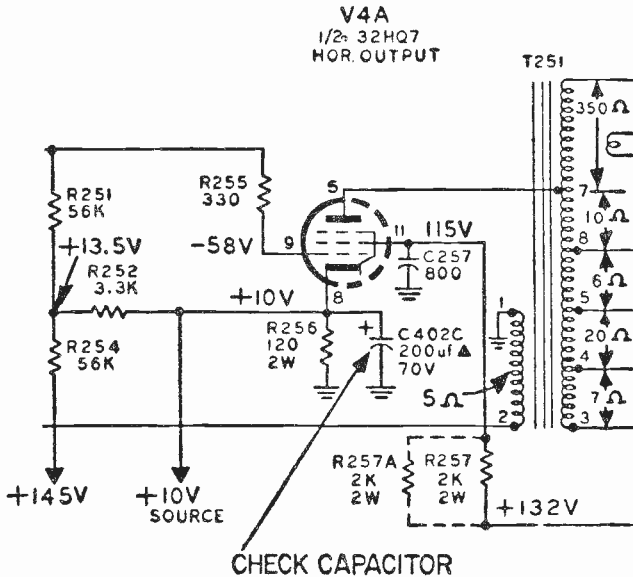 V4A
1/2 32HQ7
HOR. OUTPUT
T251
350 Ω
R251
56K
R255
330
5
7
10 Ω
-58V
9
11
115V
+13.5V
C257
800
8
6 Ω
R252
3.3K
+10V
8
1
5
R256
120
2W
+
C402C
200uf ▲
70V
20 Ω
R254
56K
4
5 Ω
7 Ω
2
3
R257A
2K
2W
R257
2K
2W
+145V
+10V
SOURCE
+132V
CHECK CAPACITOR